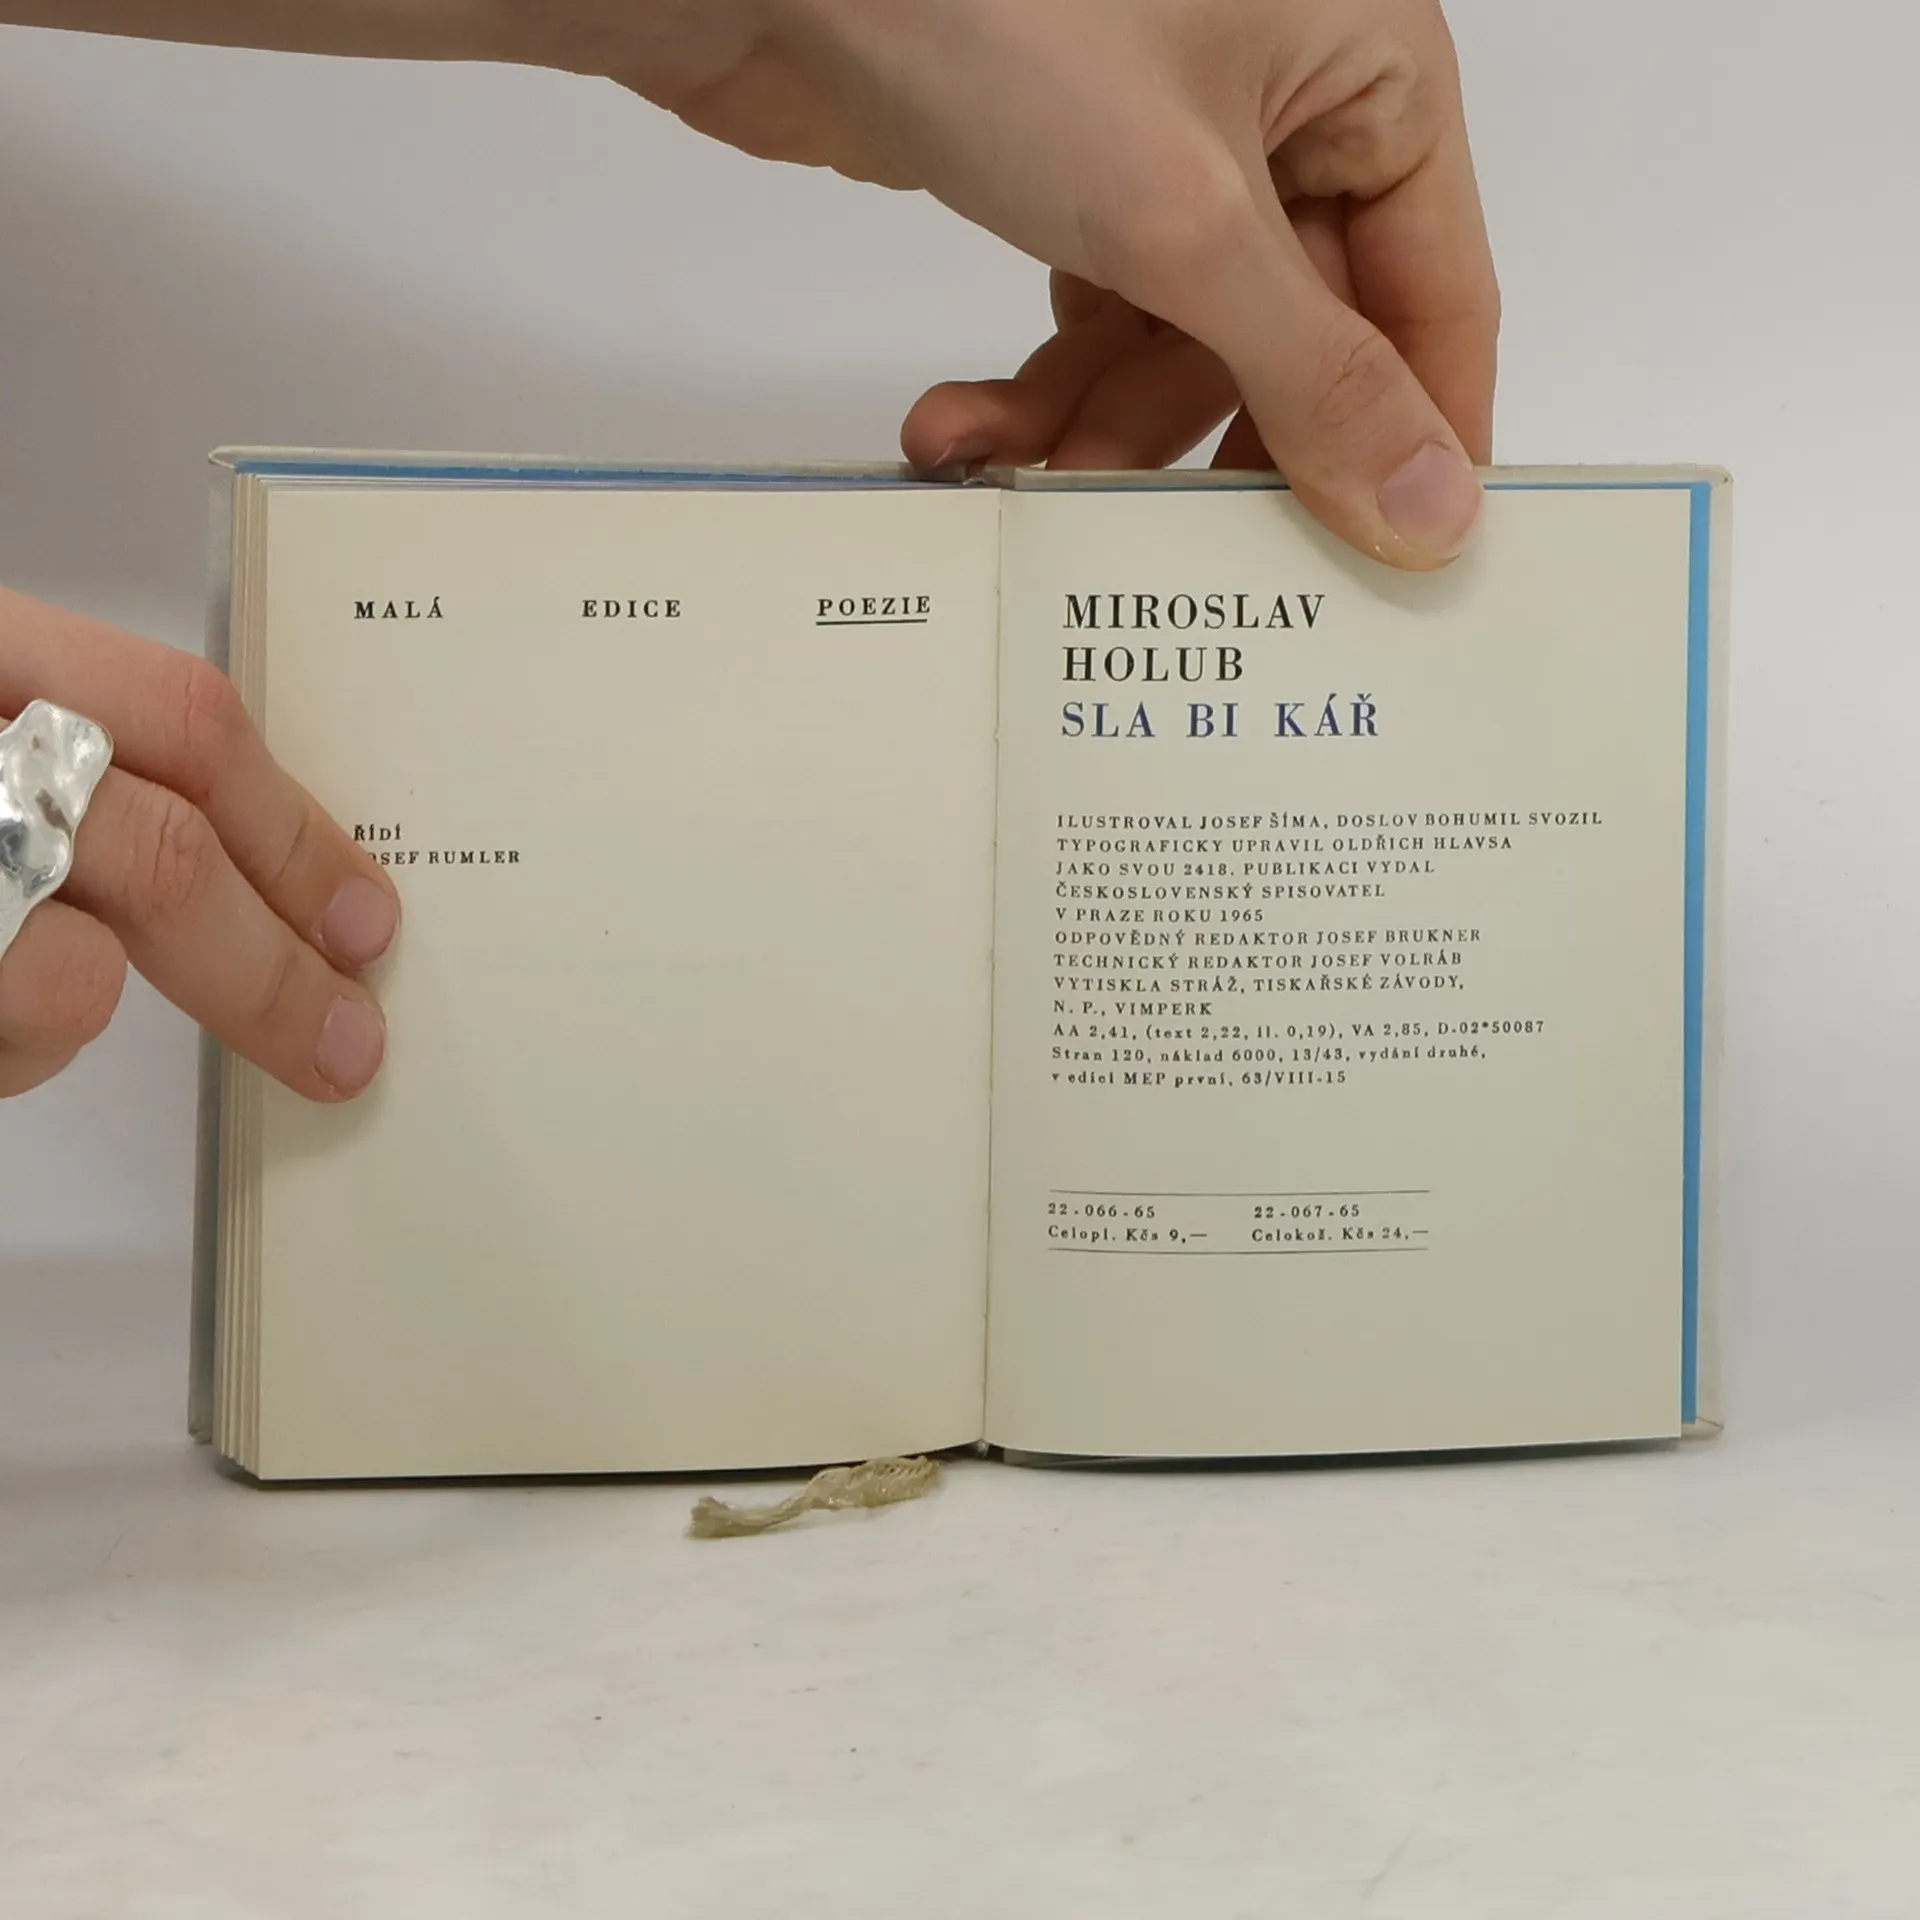 MALÁ EDICE POEZIE
ŘÍDÍ
OSEF RUMLER
MIROSLAV
HOLUB
SLA BI KÁŘ
ILUSTROVAL JOSEF ŠÍMA, DOSLOV BOHUMIL SVOZIL
TYPOGRAFICKY UPRAVIL OLDŘICH HLAVSA
JAKO SVOU 2418. PUBLIKACI VYDAL
ČESKOSLOVENSKÝ SPISOVATEL
V PRAZE ROKU 1965
ODPOVĚDNÝ REDAKTOR JOSEF BRUKNER
TECHNICKÝ REDAKTOR JOSEF VOLRÁB
VYTISKLA STRÁŽ, TISKAŘSKÉ ZÁVODY,
N. P., VIMPERK
AA 2,41, (text 2,22, il. 0,19), VA 2,85, D-02*50087
Stran 120, náklad 6000, 13/43, vydání druhé,
v edici MEP první, 63/VIII-15
22-066-65 22-067-65
Celopl. Kčs 9,— Celokož. Kčs 24,—